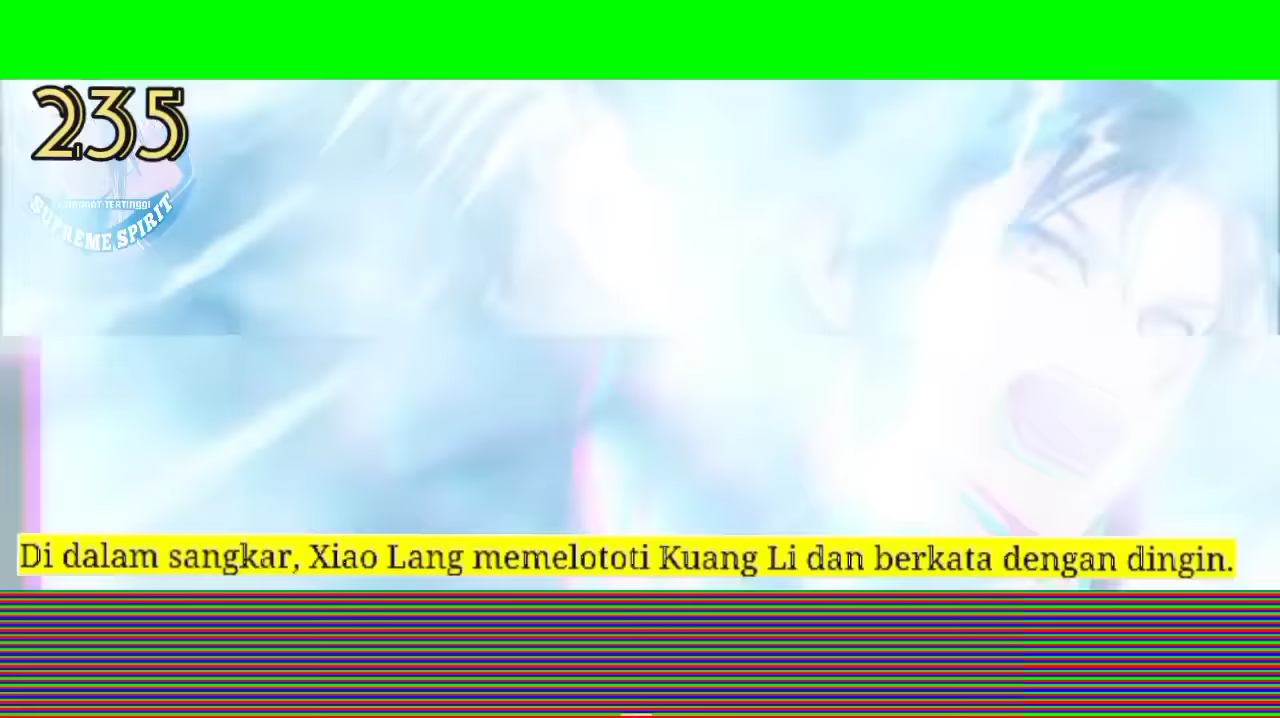 235
SUPREME SPIRIT
Di dalam sangkar, Xiao Lang memelototi Kuang Li dan berkata dengan dingin.